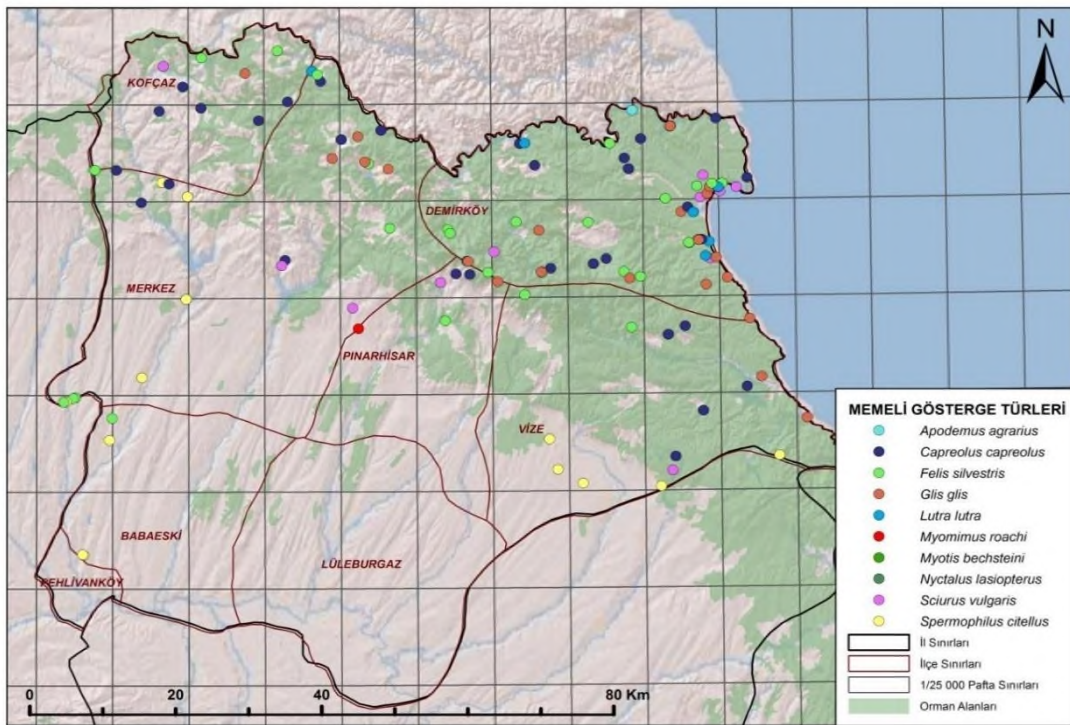 N
KOFÇAZ
DEMİRKÖY
MERKEZ
PINARHİSAR
VİZE
BABAESKİ
LÜLEBURGAZ
PEHLİVANKÖY
0 20 40 80 Km
MEMELİ GÖSTERGE TÜRLERİ
Apodemus agrarius
Capreolus capreolus
Felis silvestris
Glis glis
Lutra lutra
Myomimus roachi
Myotis bechsteini
Nyctalus lasiopterus
Sciurus vulgaris
Spermophilus citellus
İl Sınırları
İlçe Sınırları
1/25 000 Pafta Sınırları
Orman Alanları